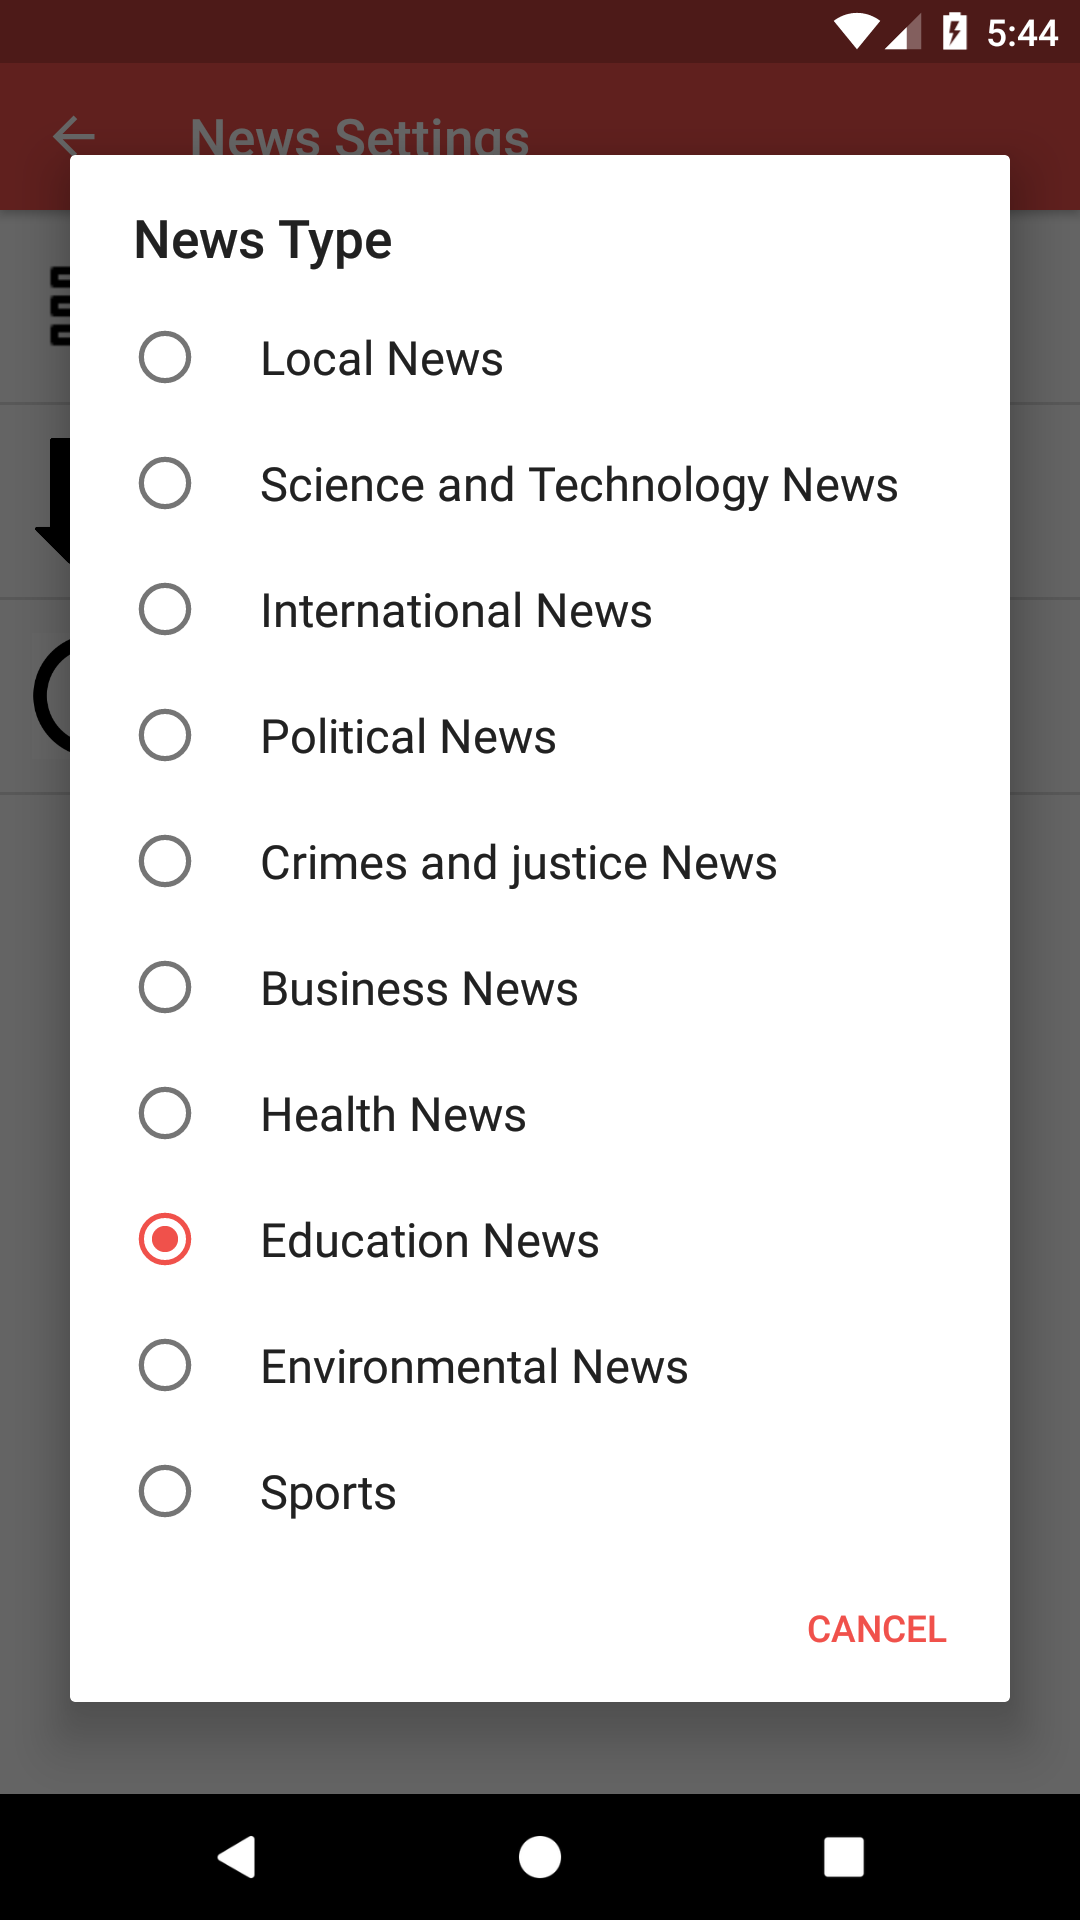 5:44
News Settings
News Type
Local News
Science and Technology News
International News
Political News
Crimes and justice News
Business News
Health News
Education News
Environmental News
Sports
CANCEL